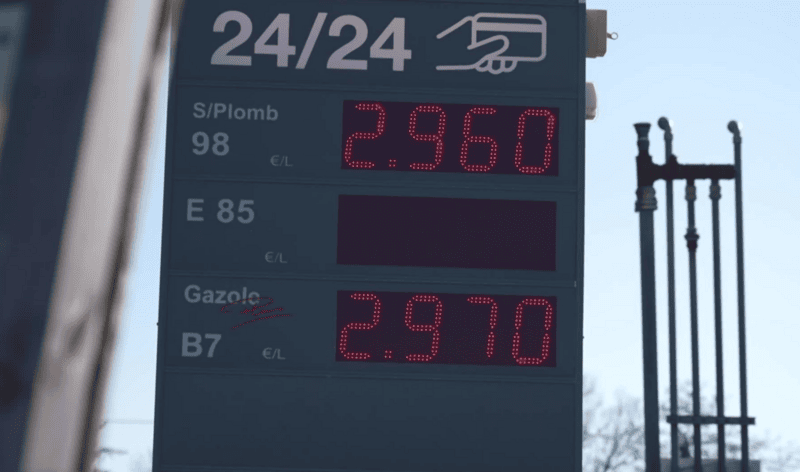 24/24
S/Plomb
98
€/L
2.960
E 85
€/L
Gazole
B7
€/L
2.970